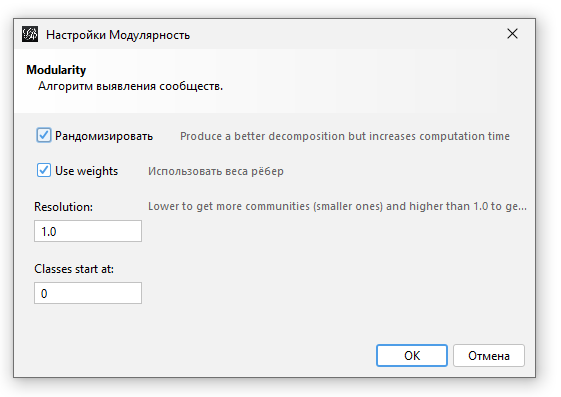 Настройки Модулярность
Modularity
Алгоритм выявления сообществ.
Рандомизировать Produce a better decomposition but increases computation time
Use weights Использовать веса рёбер
Resolution: Lower to get more communities (smaller ones) and higher than 1.0 to ge...
1.0
Classes start at:
0
OK Отмена